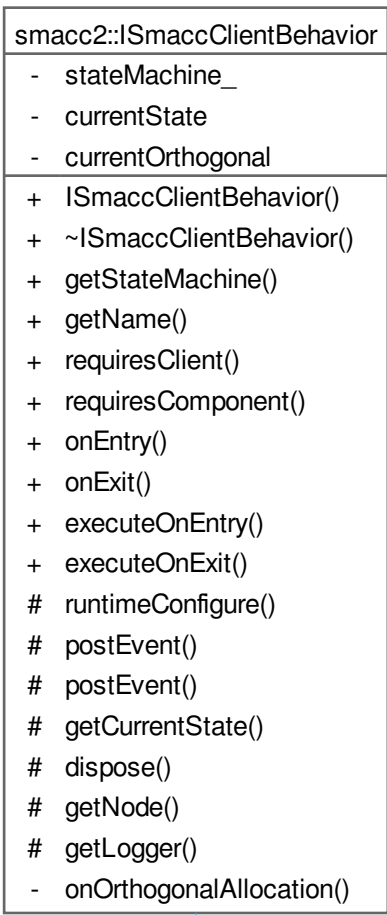 smacc2::ISmaccClientBehavior
- stateMachine_
- currentState
- currentOrthogonal
+ ISmaccClientBehavior()
+ ~ISmaccClientBehavior()
+ getStateMachine()
+ getName()
+ requiresClient()
+ requiresComponent()
+ onEntry()
+ onExit()
+ executeOnEntry()
+ executeOnExit()
# runtimeConfigure()
# postEvent()
# postEvent()
# getCurrentState()
# dispose()
# getNode()
# getLogger()
- onOrthogonalAllocation()